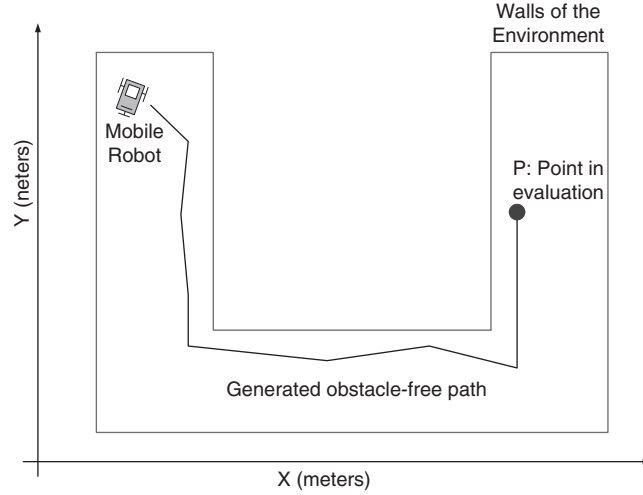 Walls of the
Environment
Mobile
Robot
P: Point in
evaluation
Y (neters)
Generated obstacle-free path
X (meters)